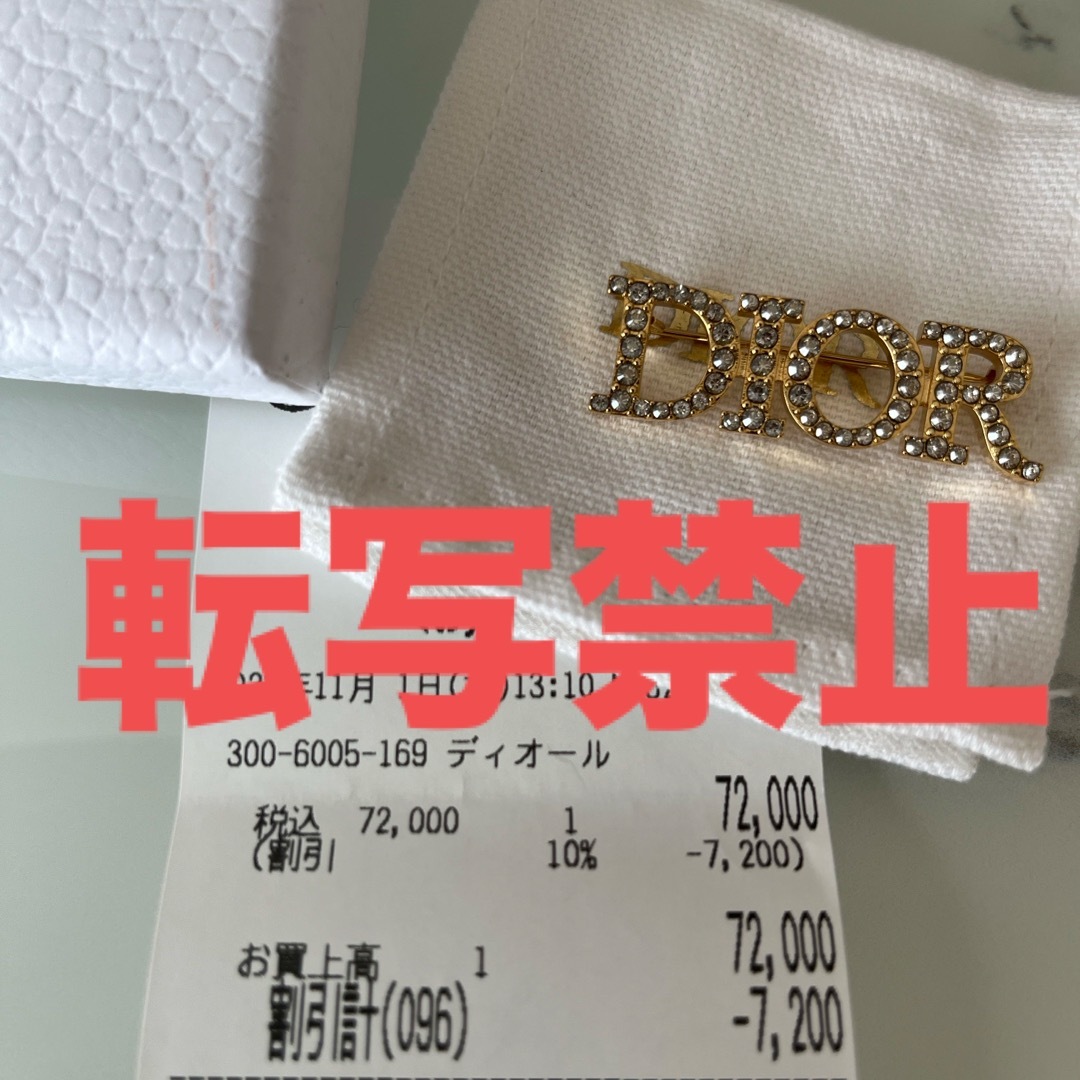 DIOR
転写禁止
年11月 1日( )13:10
300-6005-169 ディオール
税込 72,000 1 72,000
(割引 10% -7,200)
お買上高 1 72,000
割引計(096) -7,200